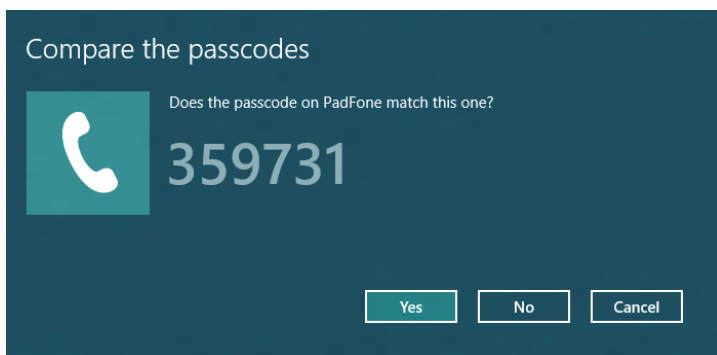 Compare the passcodes
Does the passcode on PadFone match this one?
359731
Yes No Cancel